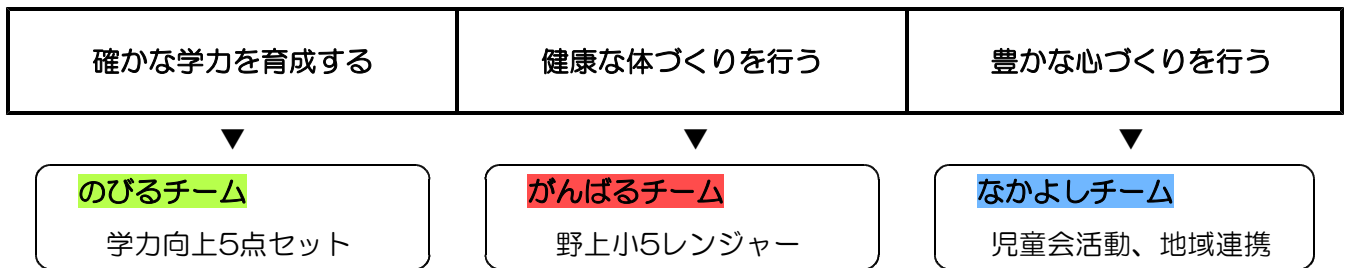 確かな学力を育成する
健康な体づくりを行う
豊かな心づくりを行う
▼
▼
▼
のびるチーム
学力向上5点セット
がんばるチーム
野上小5レンジャー
なかよしチーム
児童会活動、地域連携